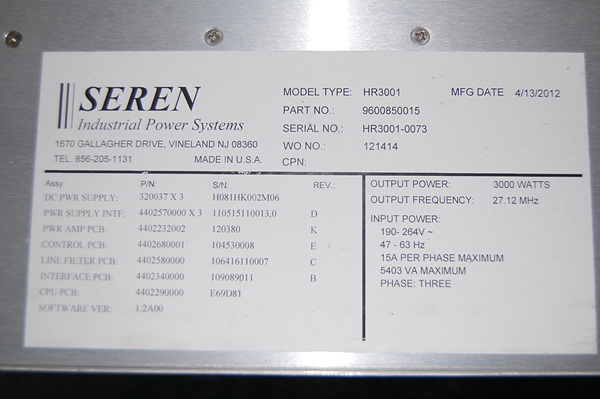 SEREN
Industrial Power Systems
1670 GALLAGHER DRIVE, VINELAND NJ 08360
TEL. 856-205-1131 MADE IN U.S.A.
MODEL TYPE: HR3001 MFG DATE 4/13/2012
PART NO.: 9600850015
SERIAL NO.: HR3001-0073
WO NO.: 121414
CPN:
Assy: P/N: S/N: REV.:
DC PWR SUPPLY: 320037 X 3 H081HK002M06
PWR SUPPLY INTF: 4402570000 X 3 110515110013,0 D
PWR AMP PCB: 4402232002 120380 K
CONTROL PCB: 4402680001 104530008 E
LINE FILTER PCB: 4402580000 106416110007 C
INTERFACE PCB: 4402340000 109089011 B
CPU PCB: 4402290000 E69D81
SOFTWARE VER: 1.2A00
OUTPUT POWER: 3000 WATTS
OUTPUT FREQUENCY: 27.12 MHz
INPUT POWER:
190- 264V ~
47 - 63 Hz
15A PER PHASE MAXIMUM
5403 VA MAXIMUM
PHASE: THREE